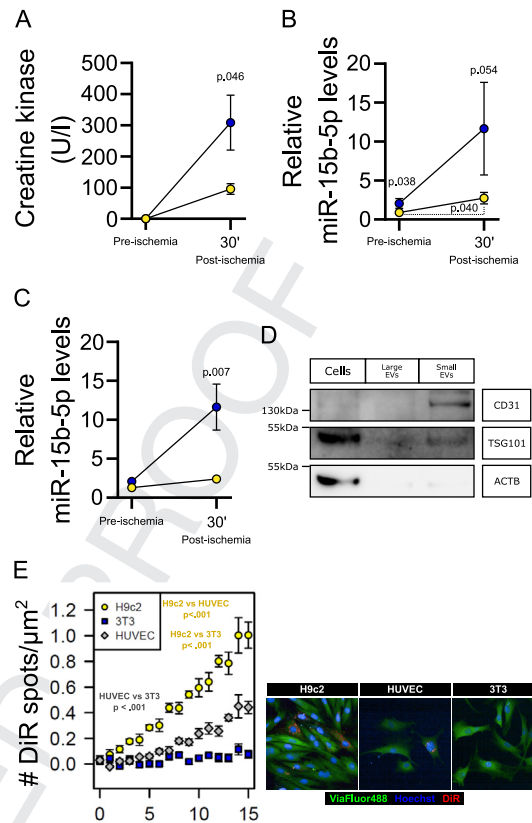 A
Creatine kinase
(U/l)
500
400
300
200
100
0
p.046
Pre-ischemia
30'
Post-ischemia
B
Relative
miR-15b-5p levels
20
15
10
5
0
p.054
p.038
p.040
Pre-ischemia
30'
Post-ischemia
C
Relative
miR-15b-5p levels
20
15
10
5
0
p.007
Pre-ischemia
30'
Post-ischemia
D
Cells
Large
EVs
Small
EVs
130kDa
CD31
55kDa
TSG101
55kDa
ACTB
E
# DiR spots/μm²
1.2
1.0
0.8
0.6
0.4
0.2
0.0
H9c2
3T3
HUVEC
H9c2 vs HUVEC
p<.001
H9c2 vs 3T3
p< .001
HUVEC vs 3T3
p < .001
0
5
10
15
H9c2
HUVEC
3T3
ViaFluor488 Hoechst DiR